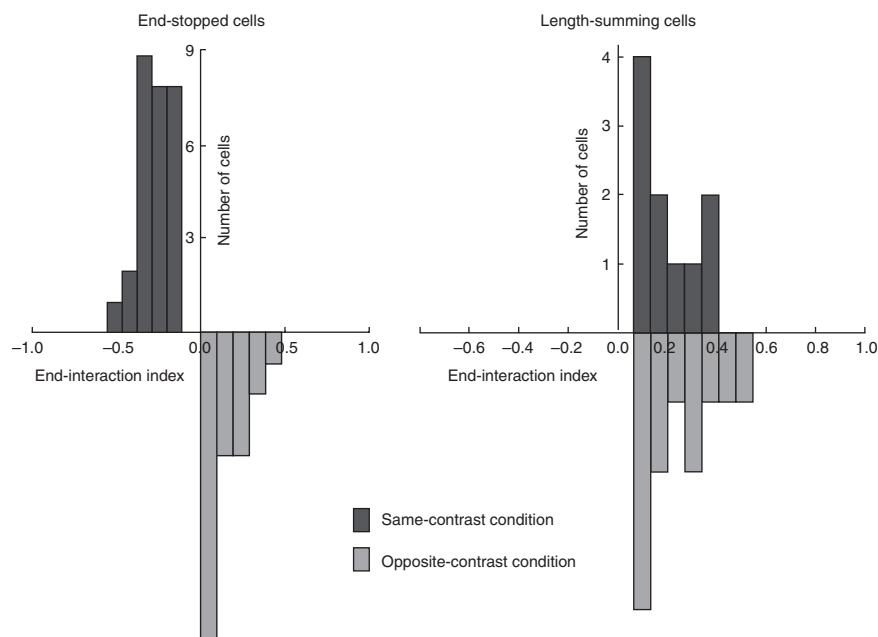 End-stopped cells
9
6
3
Number of cells
−1.0 −0.5 0.0 0.5 1.0
End-interaction index
Length-summing cells
4
3
2
1
Number of cells
−0.6 −0.4 −0.2 0.0 0.2 0.4 0.6 0.8 1.0
End-interaction index
Same-contrast condition
Opposite-contrast condition